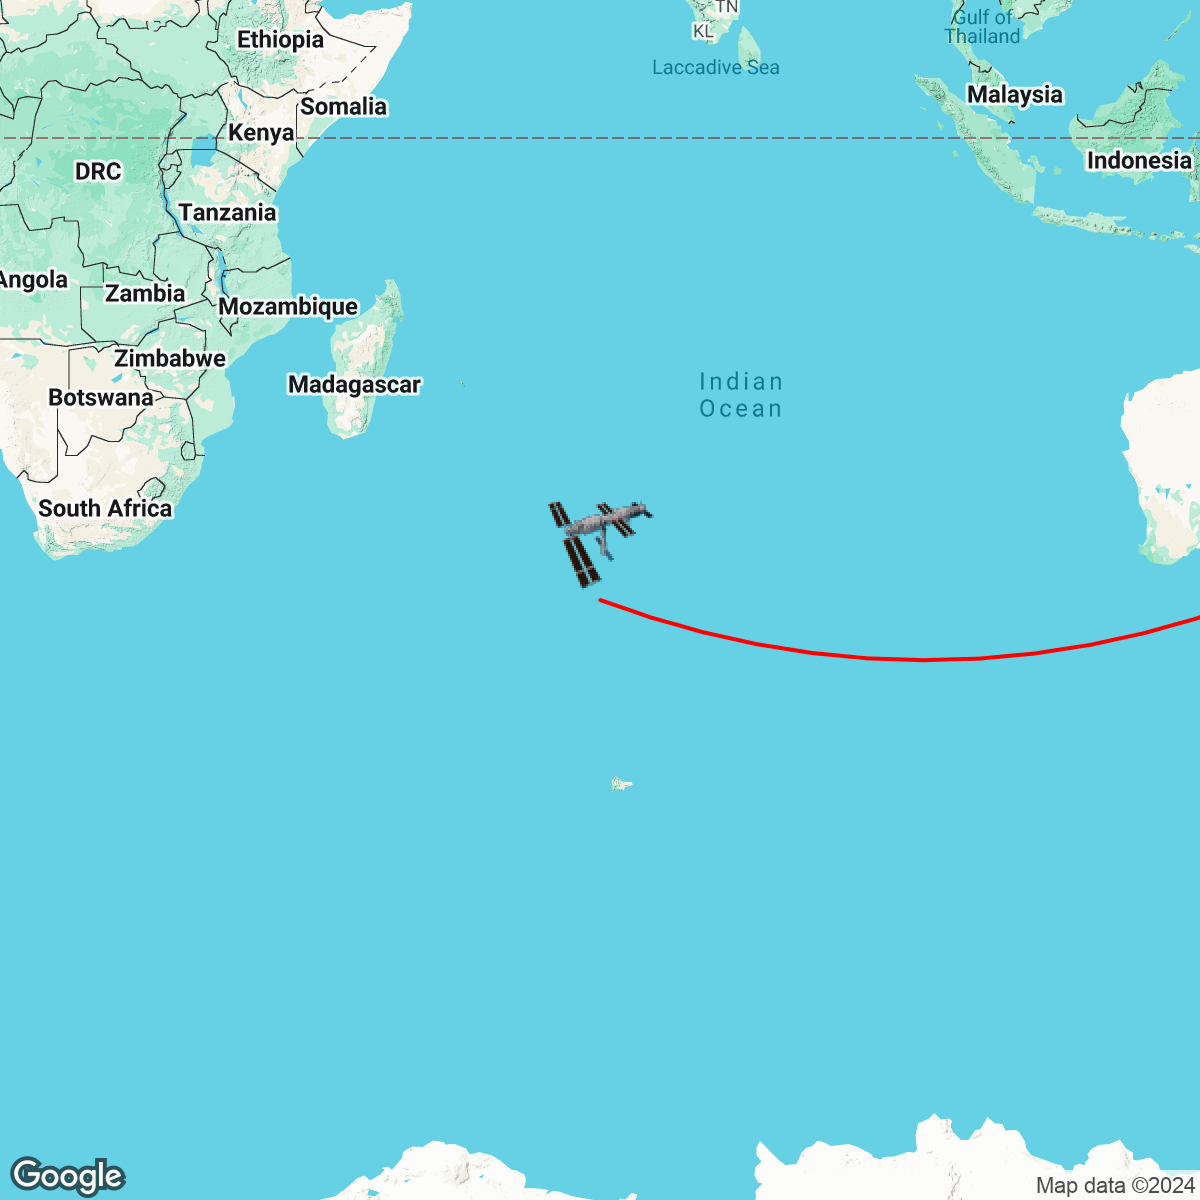 TN
Gulf of
Thailand
Ethiopia
KL
Laccadive Sea
Malaysia
Somalia
Kenya
Indonesia
DRC
Tanzania
Angola
Zambia
Mozambique
Zimbabwe
Madagascar
Indian
Ocean
Botswana
South Africa
Google
Map data ©2024